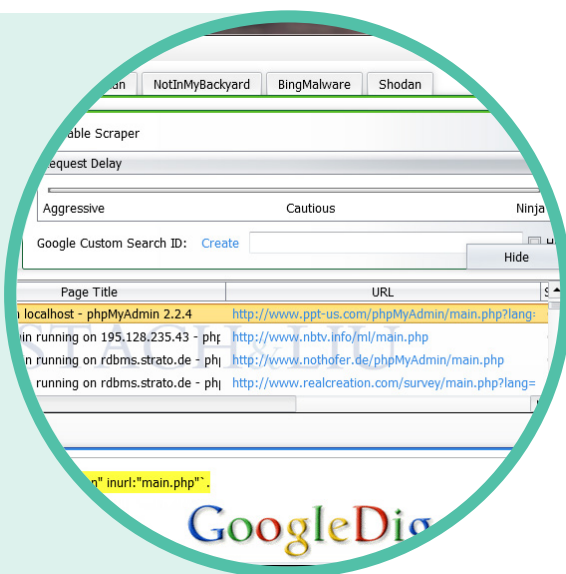 NotInMyBackyard BingMalware Shodan
Scraper
Request Delay
Aggressive Cautious Ninja
Google Custom Search ID: Create
Hide
Page Title URL
localhost - phpMyAdmin 2.2.4 http://www.ppt-us.com/phpMyAdmin/main.php?lang=
running on 195.128.235.43 - php http://www.nbtv.info/ml/main.php
running on rdbms.strato.de - php http://www.nothofer.de/phpMyAdmin/main.php
running on rdbms.strato.de - php http://www.realcreation.com/survey/main.php?lang=
STACH&LIU
inurl:"main.php"`.
GoogleDig